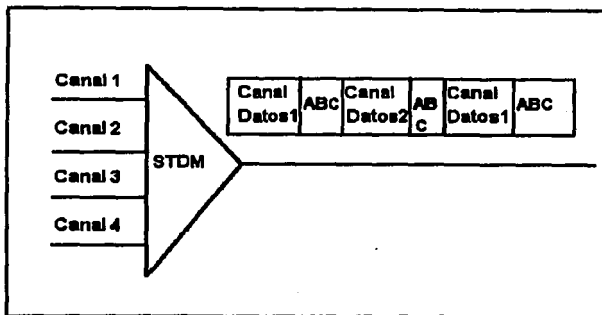 Canal 1
Canal 2
Canal 3
Canal 4
STDM
Canal
Datos1
ABC
Canal
Datos2
AB
C
Canal
Datos1
ABC